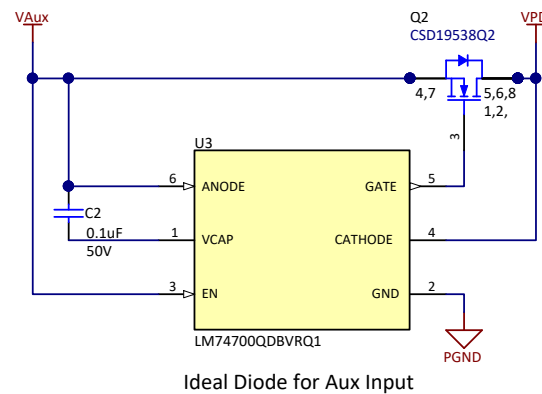 VAux
Q2
CSD19538Q2
VPD
4,7
5,6,8
1,2,
3
U3
6 ANODE
GATE 5
C2
0.1uF
50V
1 VCAP
CATHODE 4
3 EN
GND 2
LM74700QDBVRQ1
PGND
Ideal Diode for Aux Input